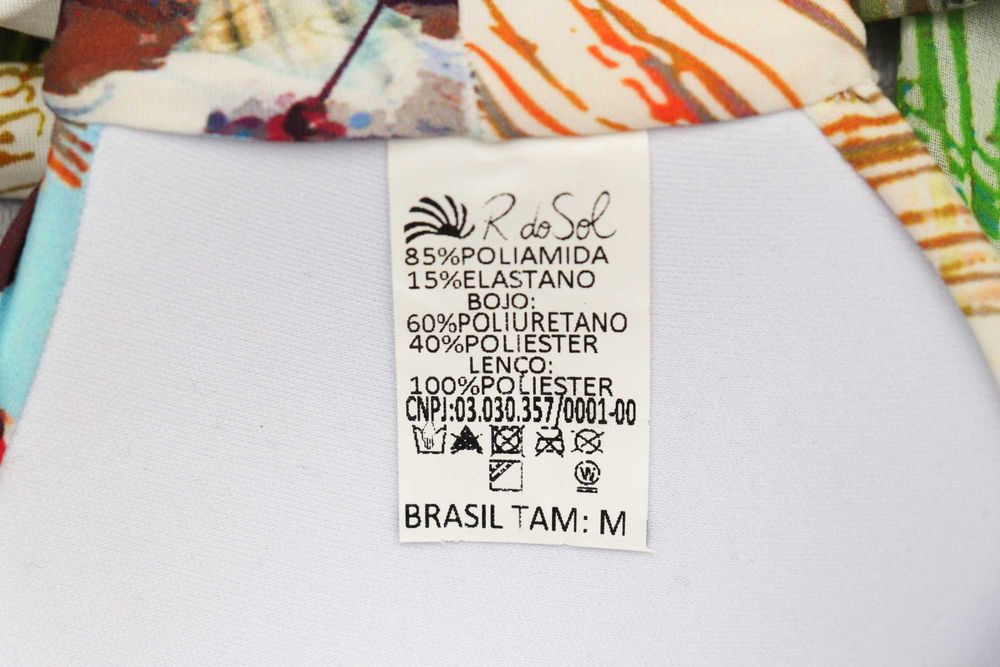 R do Sol
85%POLIAMIDA
15%ELASTANO
BOJO:
60%POLIURETANO
40%POLIESTER
LENÇO:
100%POLIESTER
CNPJ:03.030.357/0001-00
W
BRASIL TAM: M